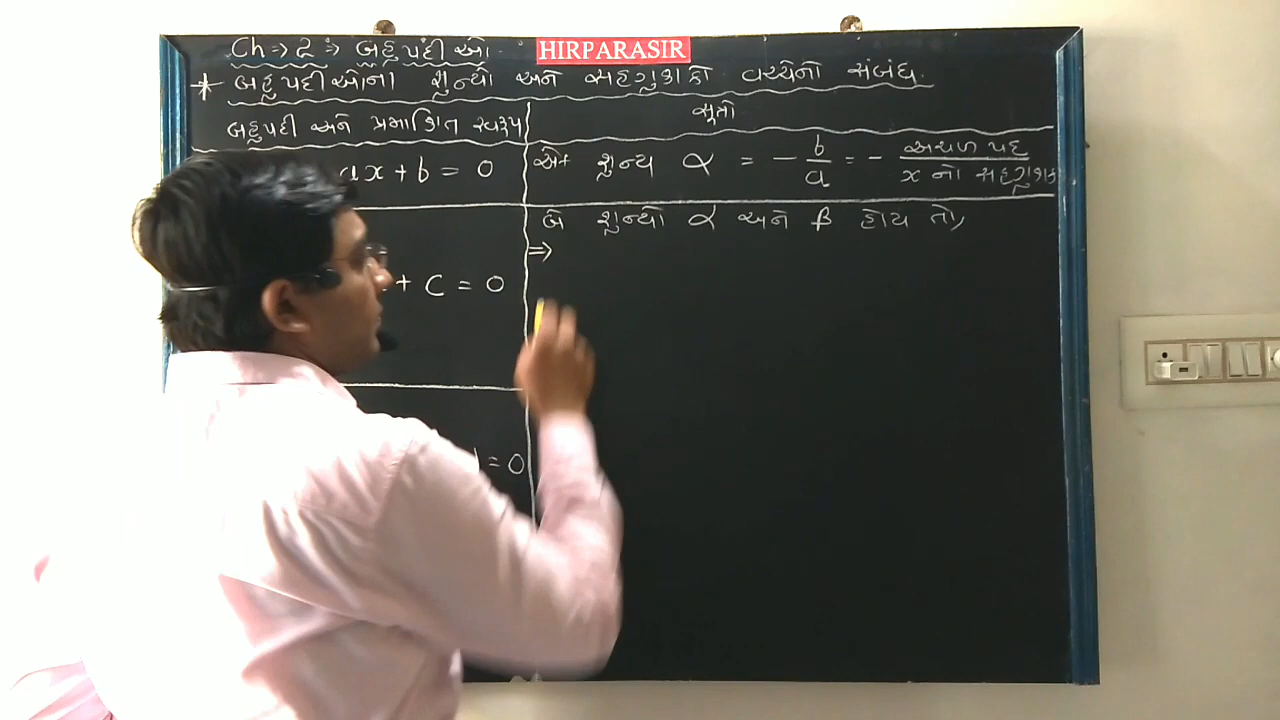 Ch ⇒ 2 ⇒ બહુપદીઓ
HIRPARASIR
* બહુપદીઓના શુન્યો અને સહગુણકો વચ્ચેનો સંબંધ.
બહુપદી અને પ્રમાણિત સ્વરૂપ
સૂત્રો
ax + b = 0
એક શુન્ય α = - b/a = - અચળ પદ / x નો સહગુણક
બે શુન્યો α અને β હોય તો,
⇒
+ c = 0
= 0